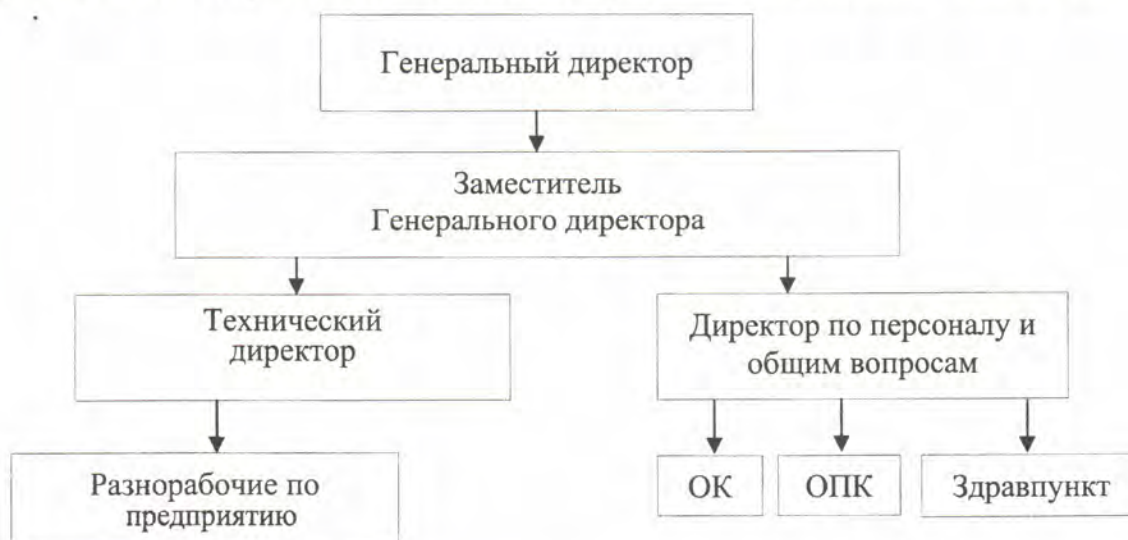 Генеральный директор
Заместитель
Генерального директора
Технический
директор
Директор по персоналу и
общим вопросам
Разнорабочие по
предприятию
ОК
ОПК
Здравпункт